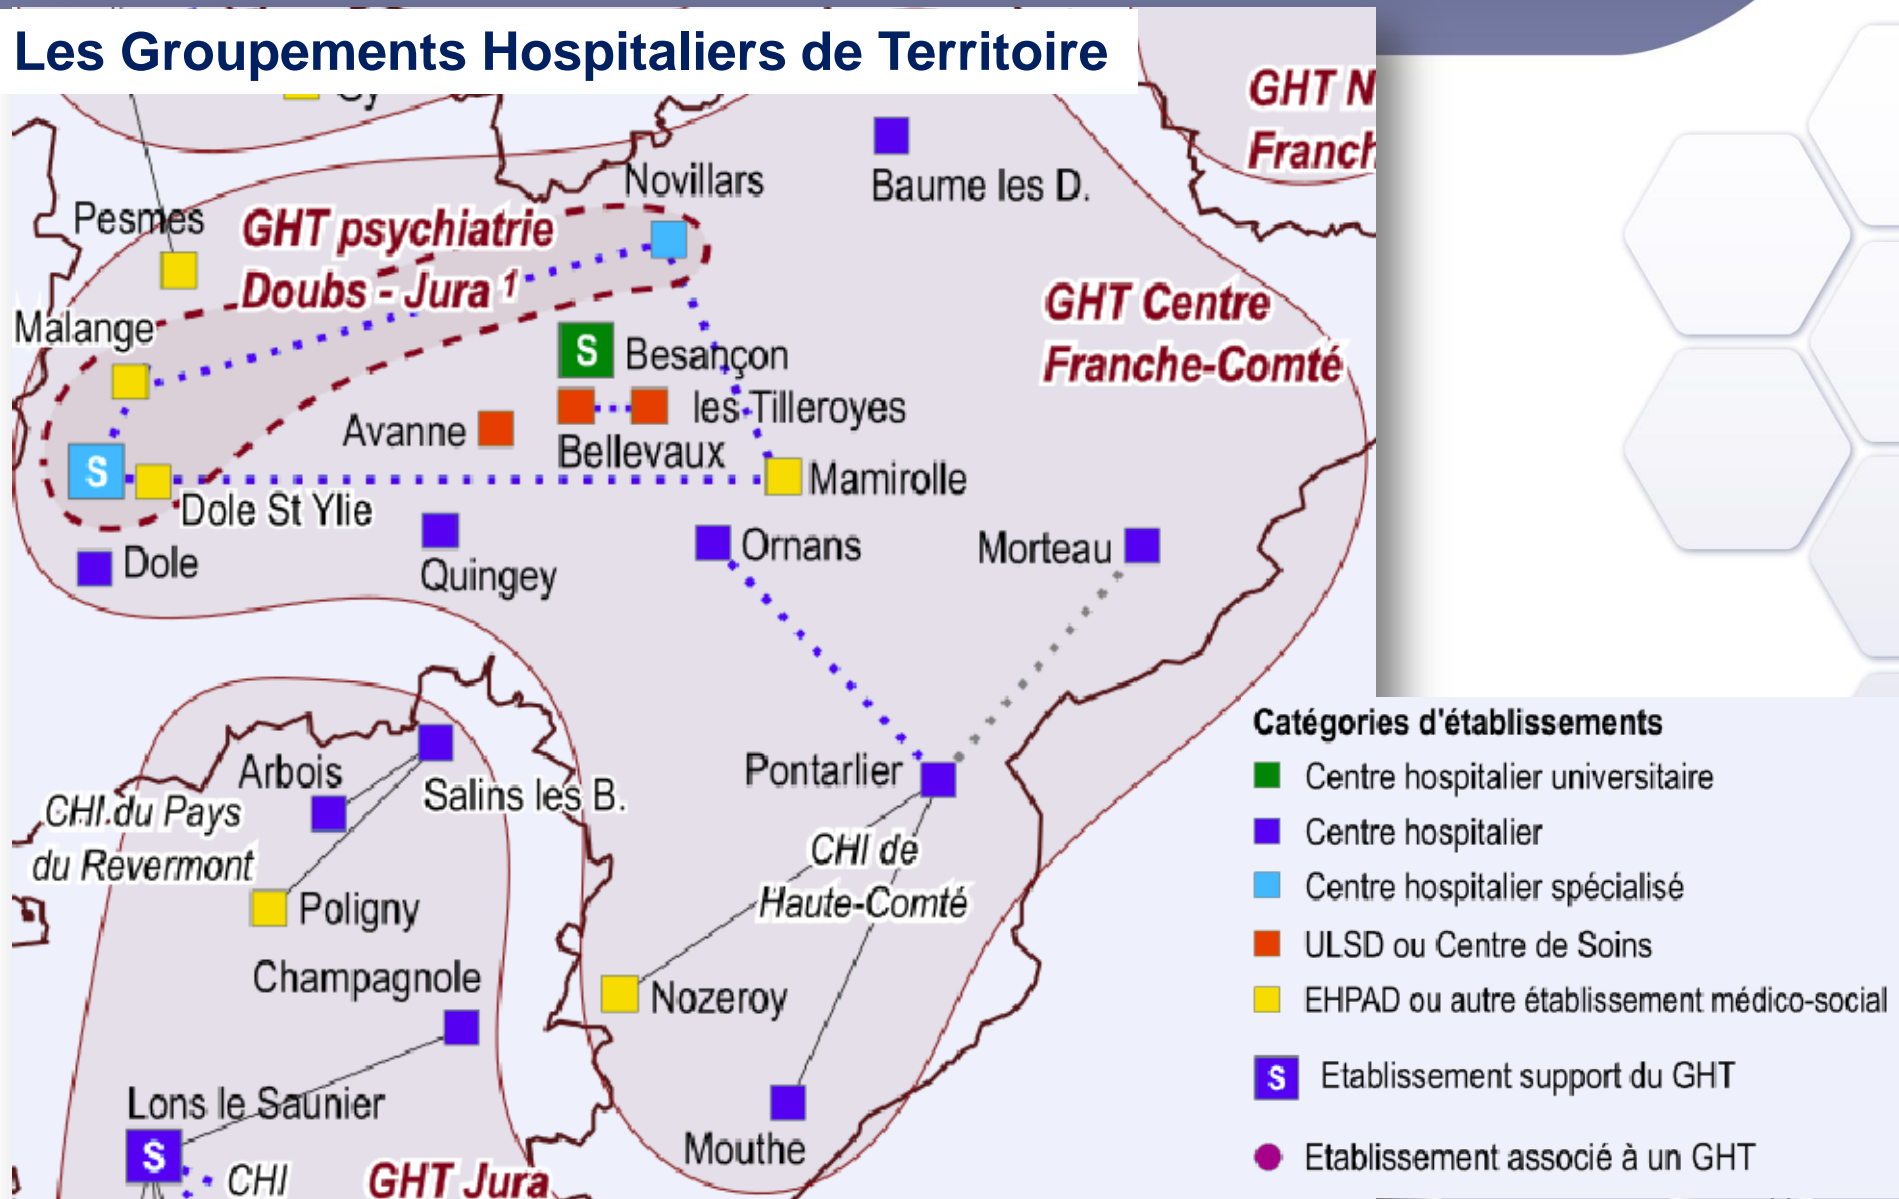 Les Groupements Hospitaliers de Territoire
GHT N
Franch
Novillars
Baume les D.
Pesmes
GHT psychiatrie
Doubs - Jura 1
Malange
GHT Centre
Franche-Comté
S
Besançon
les Tilleroyes
Avanne
Bellevaux
S
Mamirolle
Dole St Ylie
Dole
Quingey
Ornans
Morteau
Pontarlier
Arbois
Salins les B.
CHI du Pays
du Revermont
CHI de
Haute-Comté
Poligny
Champagnole
Nozeroy
Lons le Saunier
Mouthe
S
CHI
GHT Jura
Catégories d'établissements
Centre hospitalier universitaire
Centre hospitalier
Centre hospitalier spécialisé
ULSD ou Centre de Soins
EHPAD ou autre établissement médico-social
S Etablissement support du GHT
Etablissement associé à un GHT